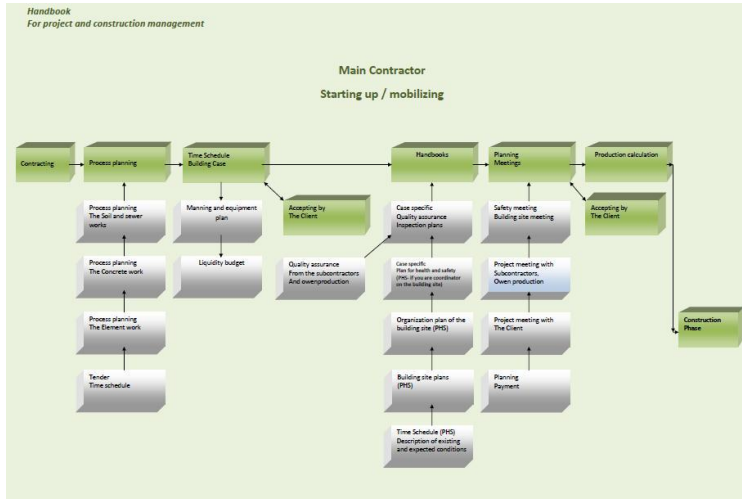 Handbook
For project and construction management
Main Contractor
Starting up / mobilizing
Contracting
Process planning
Time Schedule
Building Case
Handbooks
Planning
Meetings
Production calculation
Process planning
The Soil and sewer
works
Manning and equipment
plan
Accepting by
The Client
Case specific
Quality assurance
Inspection plans
Safety meeting
Building site meeting
Accepting by
The Client
Process planning
The Concrete work
Liquidity budget
Quality assurance
From the subcontractors
And owenproduction
Case specific
Plan for health and safety
(PHS- if you are coordinator
on the building site)
Project meeting with
Subcontractors,
Owen production
Process planning
The Element work
Organization plan of the
building site (PHS)
Project meeting with
The Client
Construction
Phase
Tender
Time schedule
Building site plans
(PHS)
Planning
Payment
Time Schedule (PHS)
Description of existing
and expected conditions